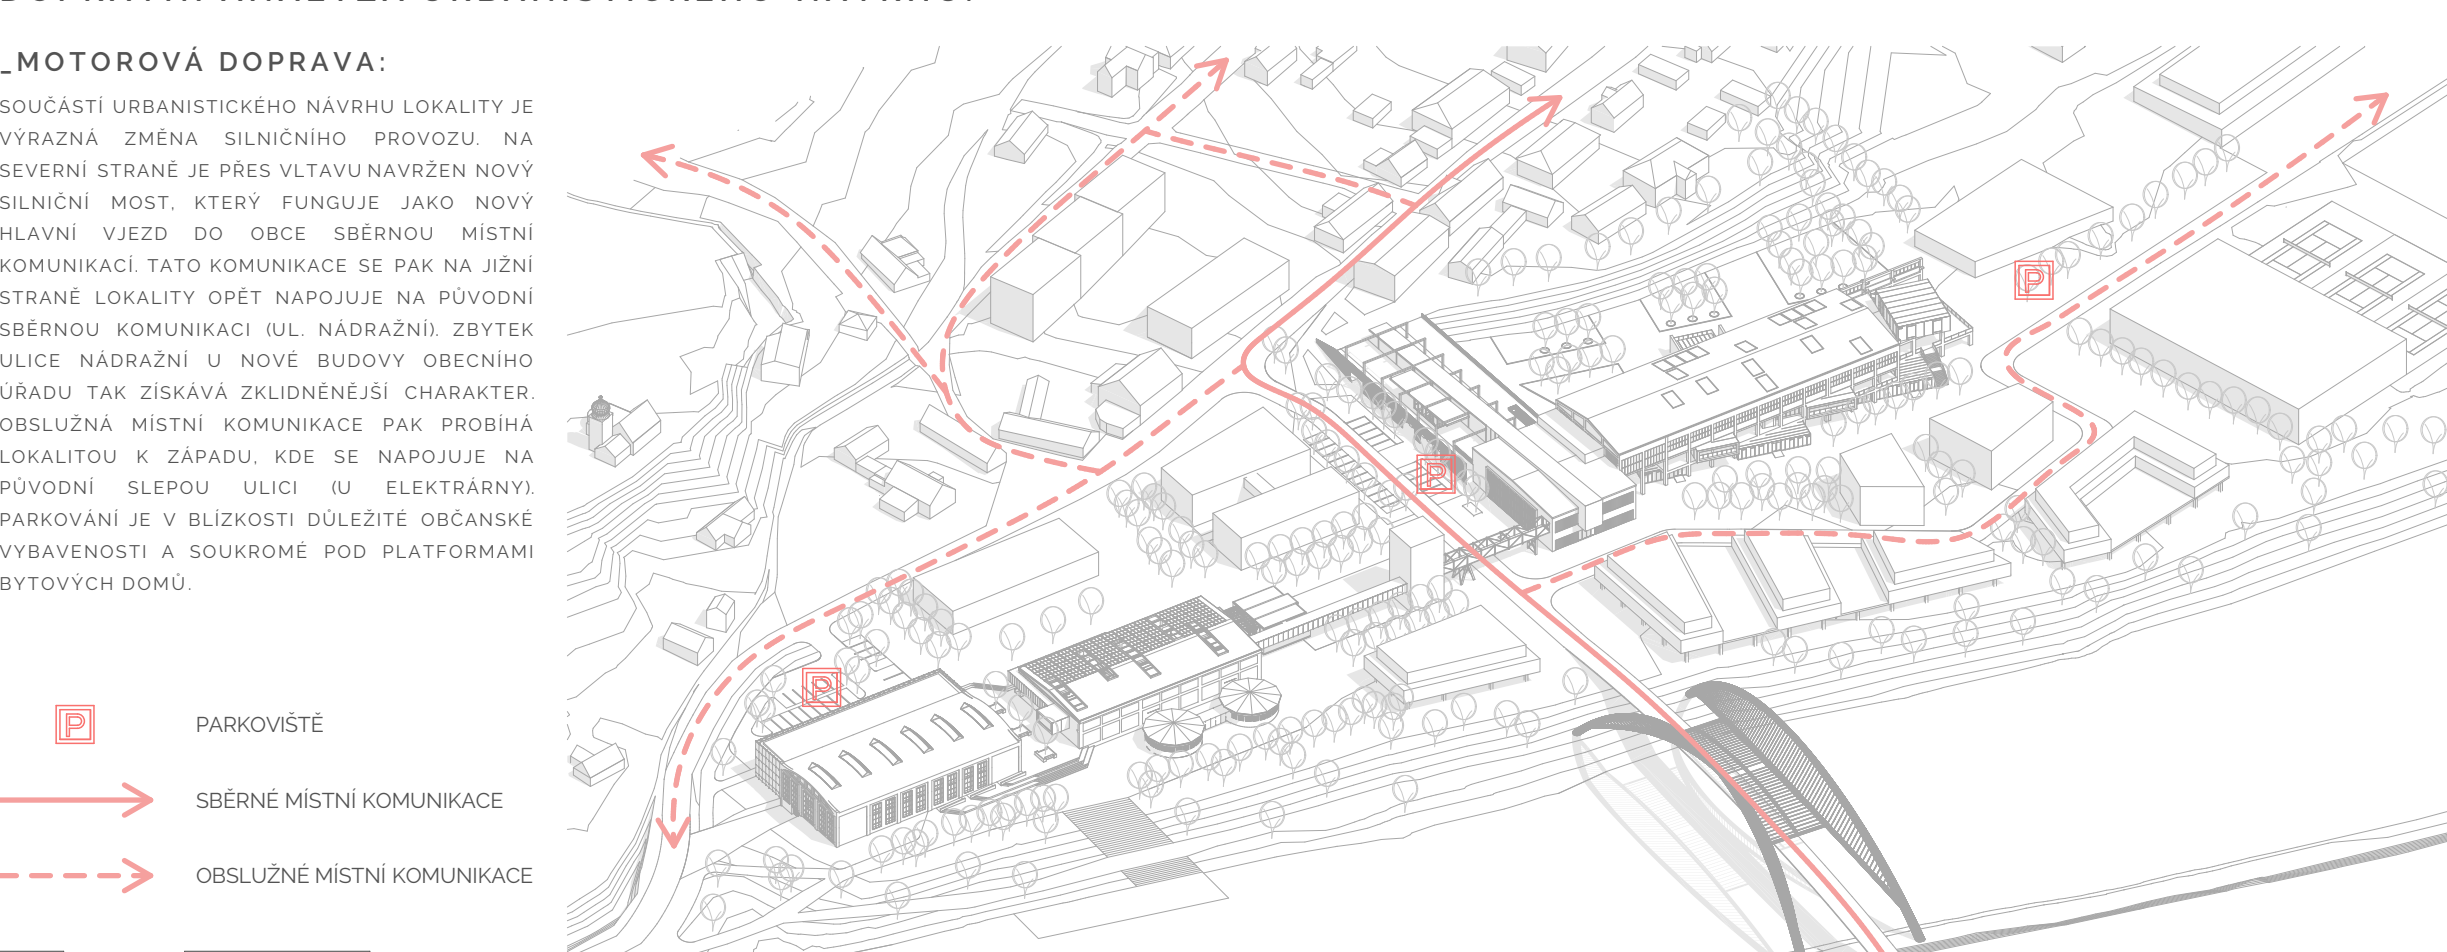 _MOTOROVÁ DOPRAVA:
SOUČÁSTÍ URBANISTICKÉHO NÁVRHU LOKALITY JE
VÝRAZNÁ ZMĚNA SILNIČNÍHO PROVOZU. NA
SEVERNÍ STRANĚ JE PŘES VLTAVU NAVRŽEN NOVÝ
SILNIČNÍ MOST, KTERÝ FUNGUJE JAKO NOVÝ
HLAVNÍ VJEZD DO OBCE SBĚRNOU MÍSTNÍ
KOMUNIKACÍ. TATO KOMUNIKACE SE PAK NA JIŽNÍ
STRANĚ LOKALITY OPĚT NAPOJUJE NA PŮVODNÍ
SBĚRNOU KOMUNIKACI (UL. NÁDRAŽNÍ). ZBYTEK
ULICE NÁDRAŽNÍ U NOVÉ BUDOVY OBECNÍHO
ÚŘADU TAK ZÍSKÁVÁ ZKLIDNĚNĚJŠÍ CHARAKTER.
OBSLUŽNÁ MÍSTNÍ KOMUNIKACE PAK PROBÍHÁ
LOKALITOU K ZÁPADU, KDE SE NAPOJUJE NA
PŮVODNÍ SLEPOU ULICI (U ELEKTRÁRNY).
PARKOVÁNÍ JE V BLÍZKOSTI DŮLEŽITÉ OBČANSKÉ
VYBAVENOSTI A SOUKROMÉ POD PLATFORMAMI
BYTOVÝCH DOMŮ.
P
P
P
P PARKOVIŠTĚ
SBĚRNÉ MÍSTNÍ KOMUNIKACE
OBSLUŽNÉ MÍSTNÍ KOMUNIKACE